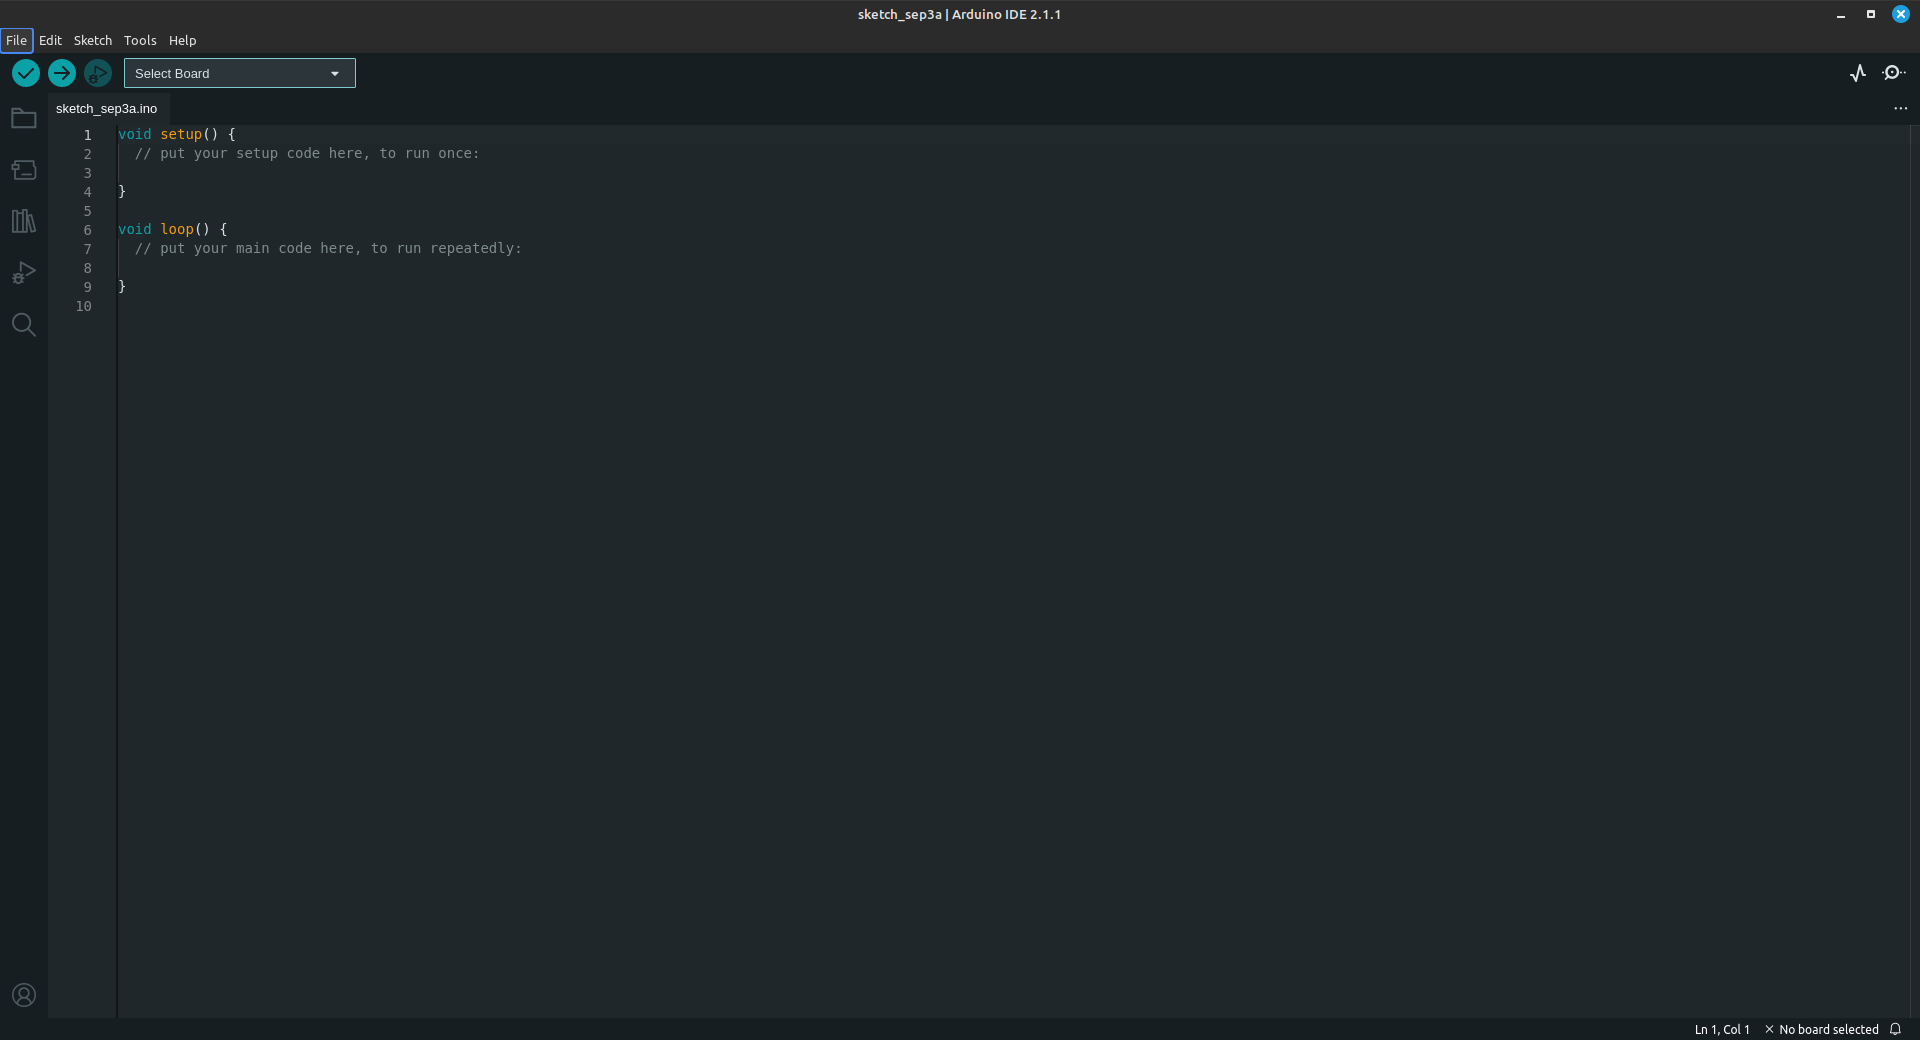 sketch_sep3a | Arduino IDE 2.1.1
File Edit Sketch Tools Help
Select Board
sketch_sep3a.ino
1 void setup() {
2 // put your setup code here, to run once:
3
4 }
5
6 void loop() {
7 // put your main code here, to run repeatedly:
8
9 }
10
Ln 1, Col 1 × No board selected